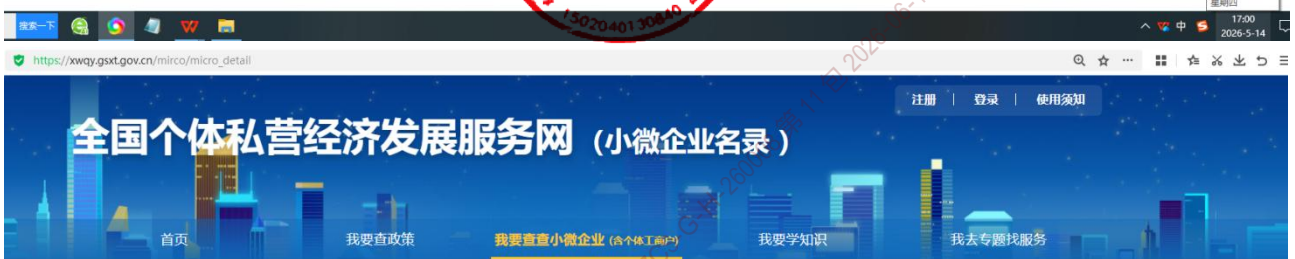 星期四
搜索一下
1502040130840
中
17:00
2026-5-14
https://xwqy.gsxt.gov.cn/mirco/micro_detail
注册 | 登录 | 使用须知
全国个体私营经济发展服务网（小微企业名录）
首页 我要查政策 我要查查小微企业 (含个体工商户) 我要学知识 我去专题找服务